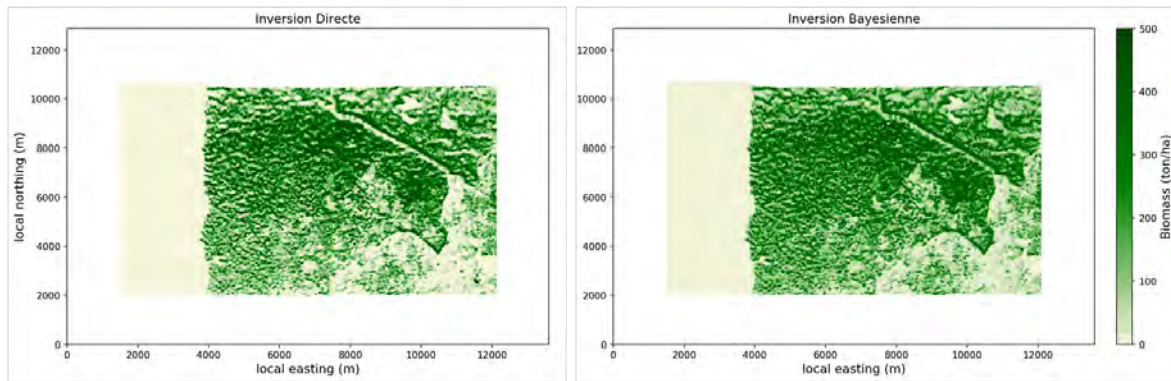 Inversion Directe
12000
10000
8000
6000
4000
2000
0
local northing (m)
0 2000 4000 6000 8000 10000 12000
local easting (m)
Inversion Bayesienne
12000
10000
8000
6000
4000
2000
0
0 2000 4000 6000 8000 10000 12000
local easting (m)
500
400
300
200
100
0
Biomass (ton/ha)